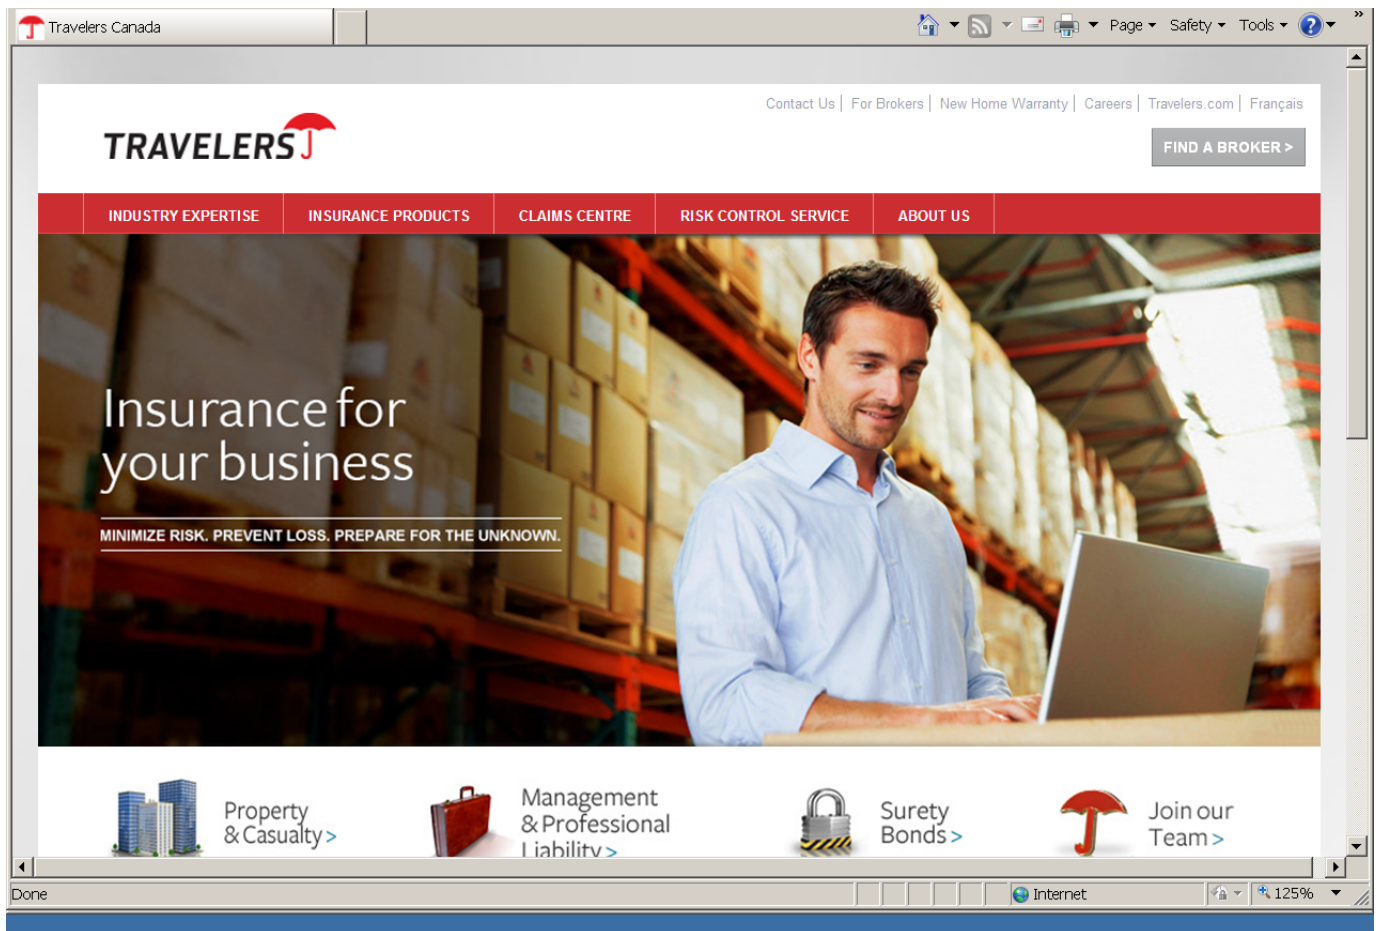 Travelers Canada
Page Safety Tools
Contact Us | For Brokers | New Home Warranty | Careers | Travelers.com | Français
TRAVELERS
FIND A BROKER >
INDUSTRY EXPERTISE INSURANCE PRODUCTS CLAIMS CENTRE RISK CONTROL SERVICE ABOUT US
Insurance for
your business
MINIMIZE RISK. PREVENT LOSS. PREPARE FOR THE UNKNOWN.
Property
& Casualty >
Management
& Professional
Liability >
Surety
Bonds >
Join our
Team >
Done
Internet
125%